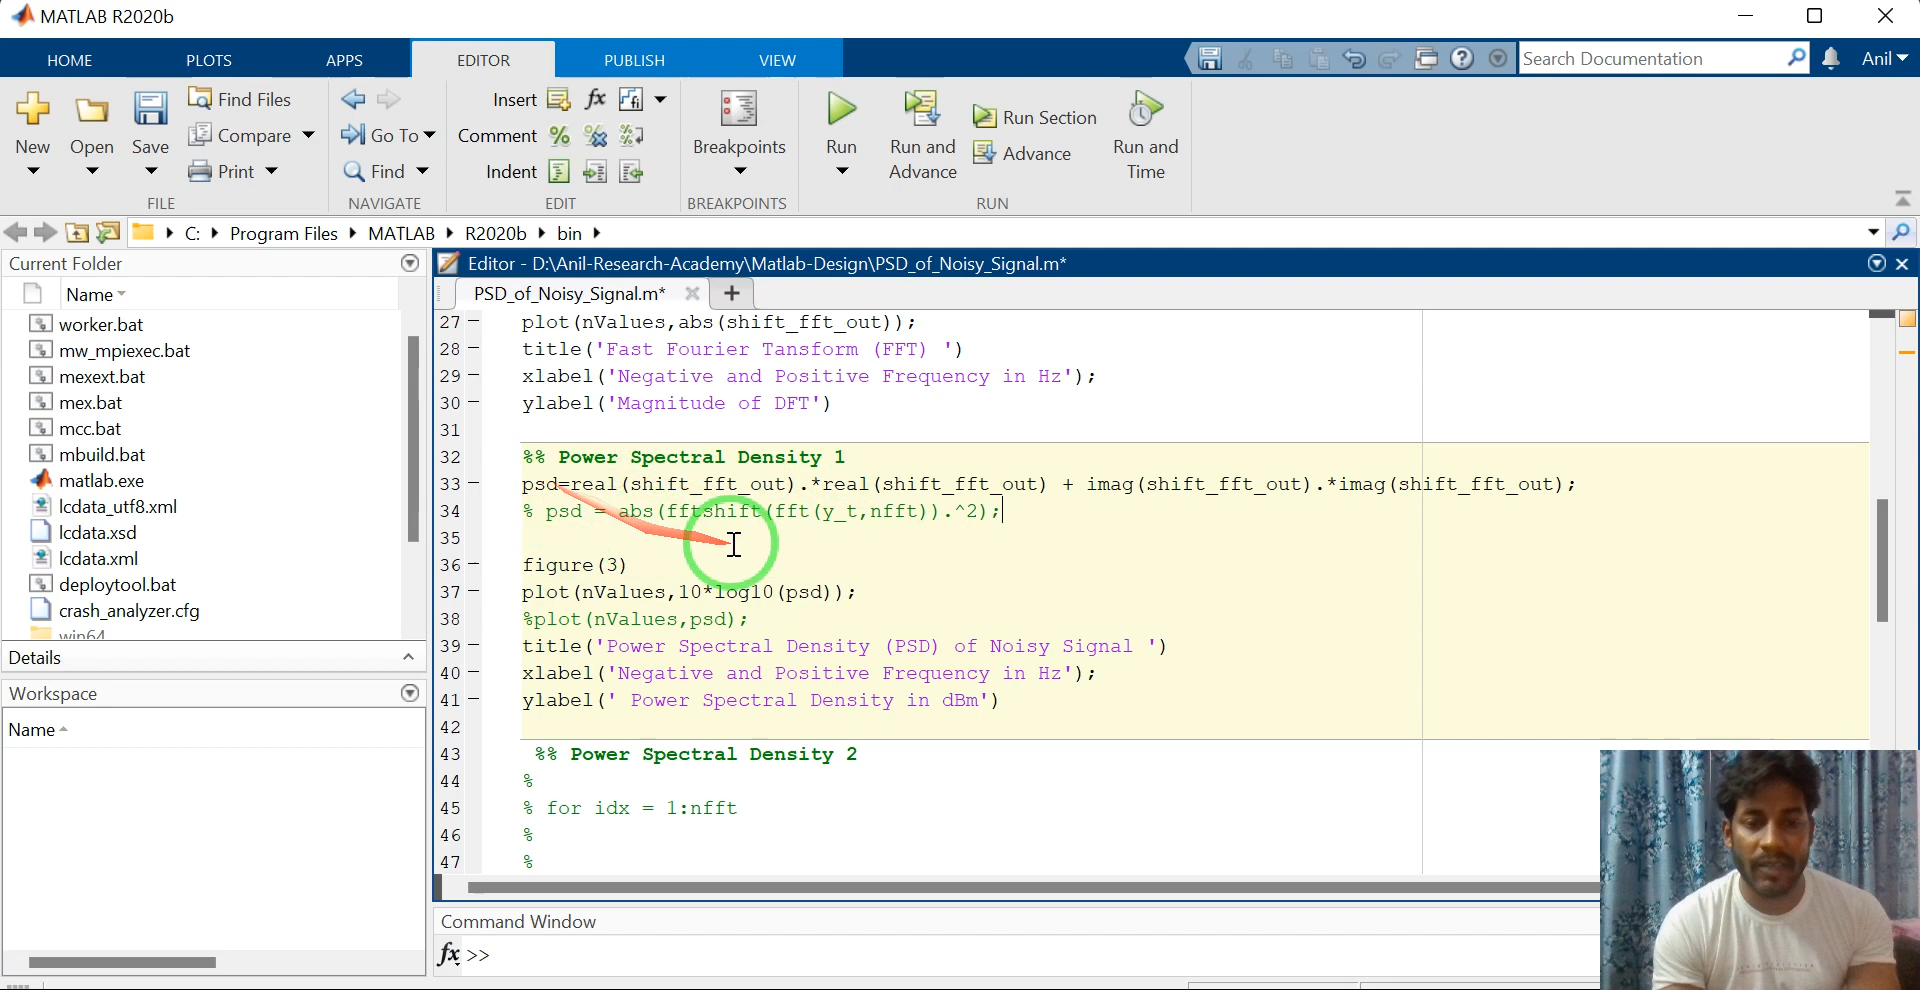 MATLAB R2020b
HOME PLOTS APPS EDITOR PUBLISH VIEW
Search Documentation
Anil
New
Open
Save
Find Files
Compare
Print
FILE
Go To
Find
NAVIGATE
Insert
Comment
Indent
EDIT
Breakpoints
BREAKPOINTS
Run
Run and
Advance
Run Section
Advance
Run and
Time
RUN
C: Program Files MATLAB R2020b bin
Current Folder
Name
worker.bat
mw_mpiexec.bat
mexext.bat
mex.bat
mcc.bat
mbuild.bat
matlab.exe
lcdata_utf8.xml
lcdata.xsd
lcdata.xml
deploytool.bat
crash_analyzer.cfg
win64
Details
Workspace
Name
Editor - D:\Anil-Research-Academy\Matlab-Design\PSD_of_Noisy_Signal.m*
PSD_of_Noisy_Signal.m*
27 plot(nValues,abs(shift_fft_out));
28 title('Fast Fourier Tansform (FFT) ')
29 xlabel('Negative and Positive Frequency in Hz');
30 ylabel('Magnitude of DFT')
31
32 %% Power Spectral Density 1
33 psd=real(shift_fft_out).*real(shift_fft_out) + imag(shift_fft_out).*imag(shift_fft_out);
34 % psd = abs(fftshift(fft(y_t,nfft)).^2);
35
36 figure(3)
37 plot(nValues,10*log10(psd));
38 %plot(nValues,psd);
39 title('Power Spectral Density (PSD) of Noisy Signal ')
40 xlabel('Negative and Positive Frequency in Hz');
41 ylabel(' Power Spectral Density in dBm')
42
43 %% Power Spectral Density 2
44 %
45 % for idx = 1:nfft
46 %
47 %
Command Window
fx >>